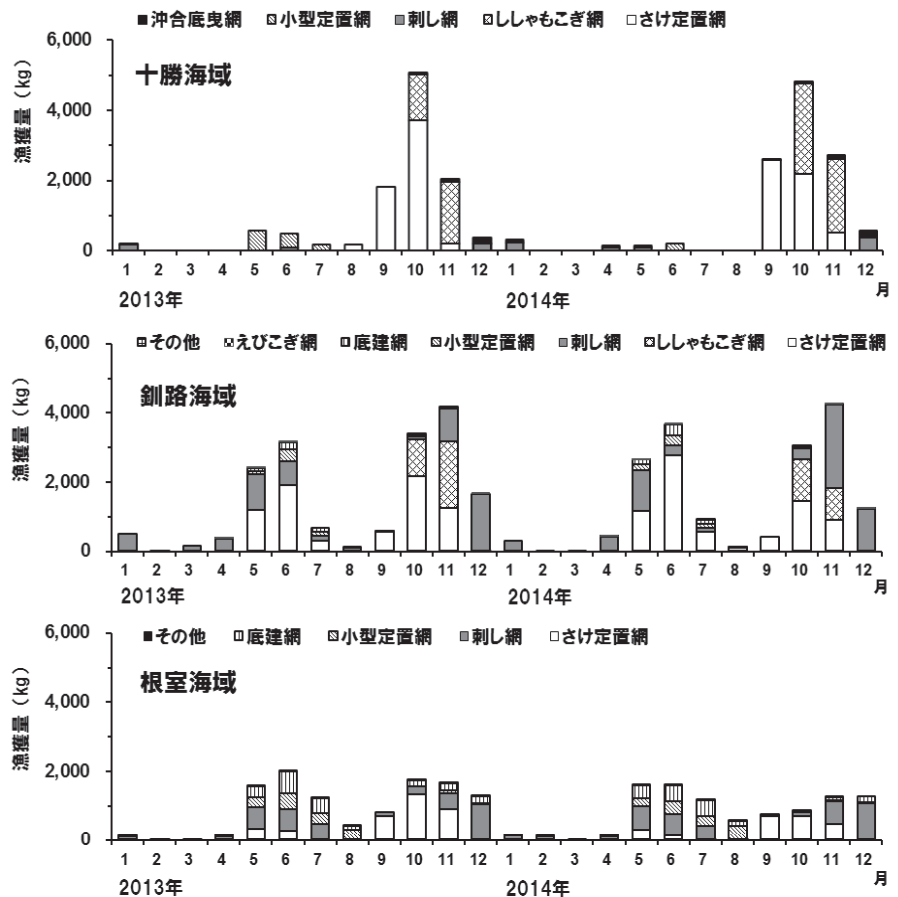 ■沖合底曳網 小型定置網 ■刺し網 ししゃもこぎ網 □さけ定置網
6,000
十勝海域
漁獲量（kg）
4,000
2,000
0
1 2 3 4 5 6 7 8 9 10 11 12 1 2 3 4 5 6 7 8 9 10 11 12
2013年 2014年 月
その他 えびこぎ網 底建網 小型定置網 ■刺し網 ししゃもこぎ網 □さけ定置網
6,000
釧路海域
漁獲量（kg）
4,000
2,000
0
1 2 3 4 5 6 7 8 9 10 11 12 1 2 3 4 5 6 7 8 9 10 11 12
2013年 2014年 月
■その他 底建網 小型定置網 ■刺し網 □さけ定置網
6,000
根室海域
漁獲量（kg）
4,000
2,000
0
1 2 3 4 5 6 7 8 9 10 11 12 1 2 3 4 5 6 7 8 9 10 11 12
2013年 2014年 月